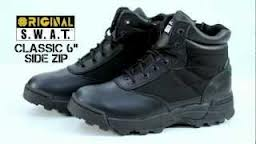 ORIGINAL
S.W.A.T.
CLASSIC 6"
SIDE ZIP